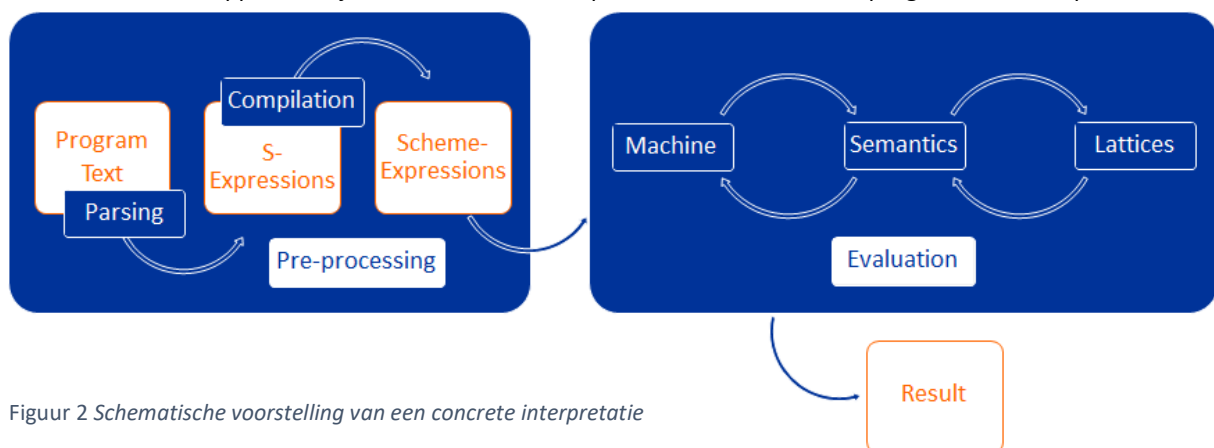 Compilation
Program
Text
S-
Expressions
Scheme-
Expressions
Parsing
Pre-processing
Machine
Semantics
Lattices
Evaluation
Result
Figuur 2 Schematische voorstelling van een concrete interpretatie